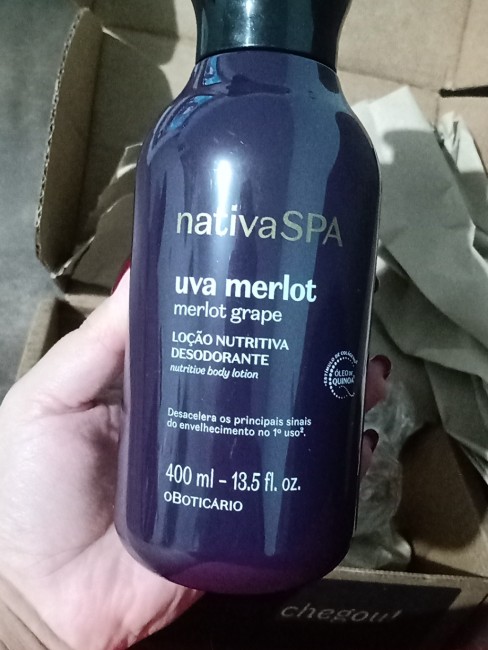 nativaSPA
uva merlot
merlot grape
LOÇÃO NUTRITIVA
DESODORANTE
nutritive body lotion
ÓLEO DE
QUINOA
Desacelera os principais sinais
do envelhecimento no 1º uso².
400 ml - 13.5 fl. oz.
oBOTICÁRIO
chegou!